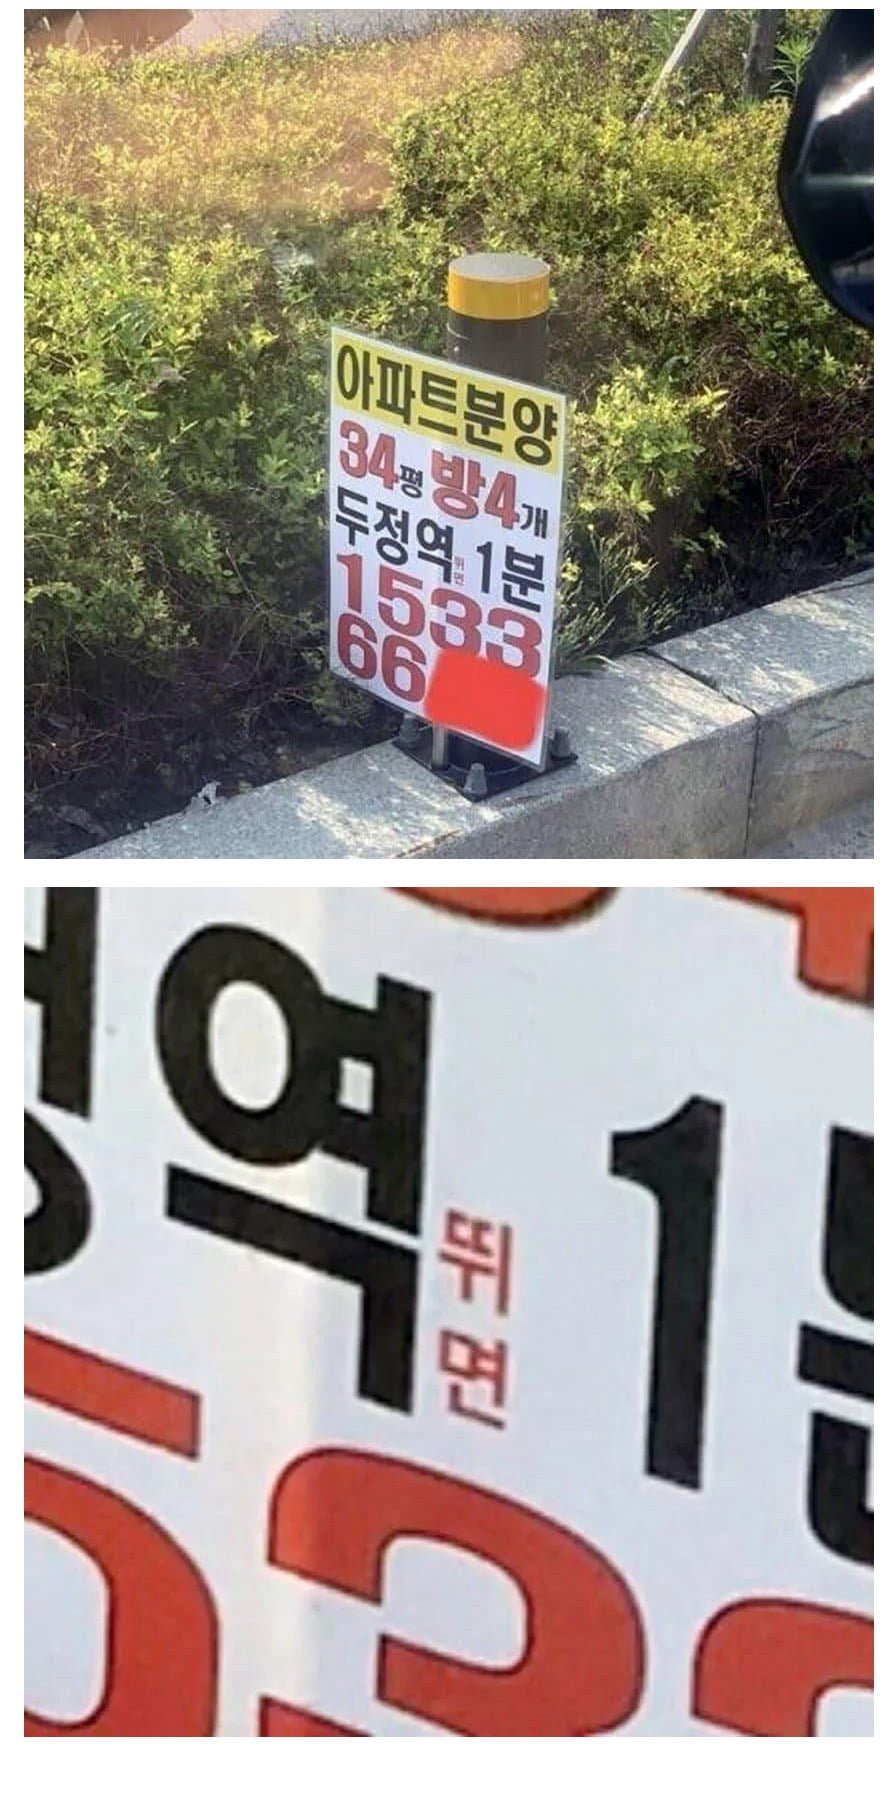 아파트분양
34평 방4개
두정역 뛰면 1분
1533
66
역 뛰면 1